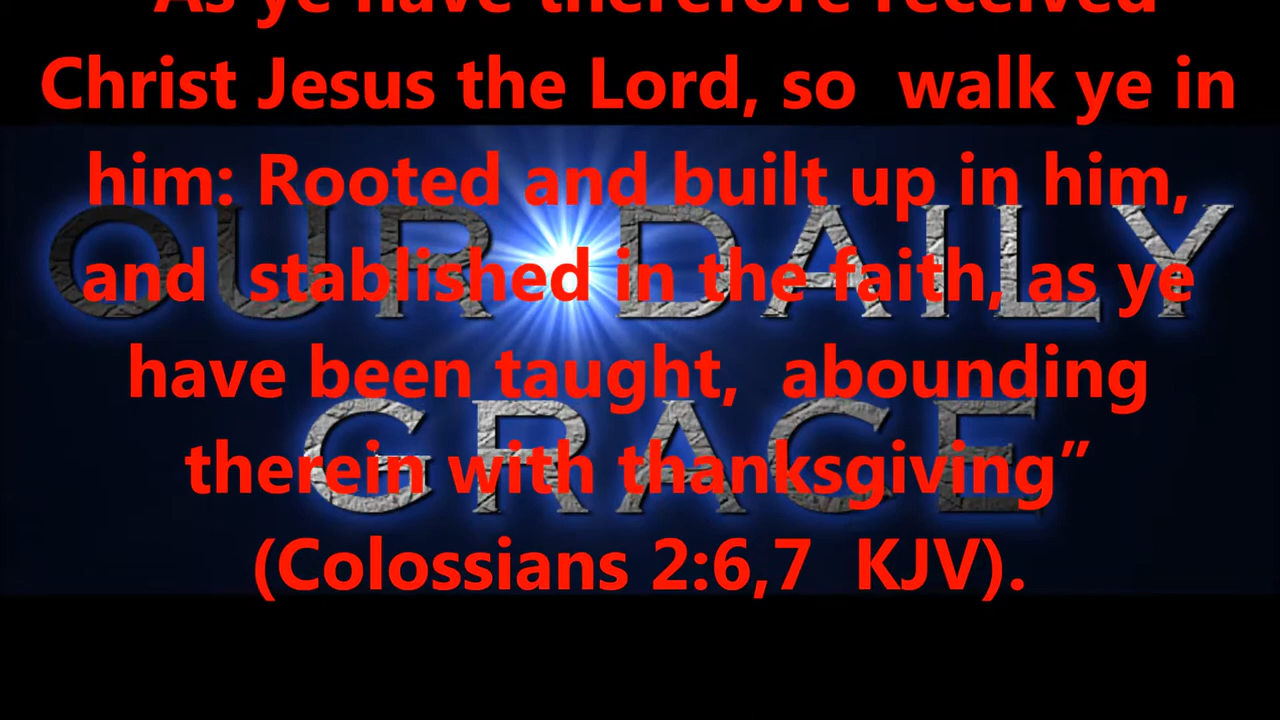 As ye have therefore received
Christ Jesus the Lord, so walk ye in
him: Rooted and built up in him,
and stablished in the faith, as ye
have been taught, abounding
therein with thanksgiving”
(Colossians 2:6,7 KJV).
OUR DAILY
GRACE